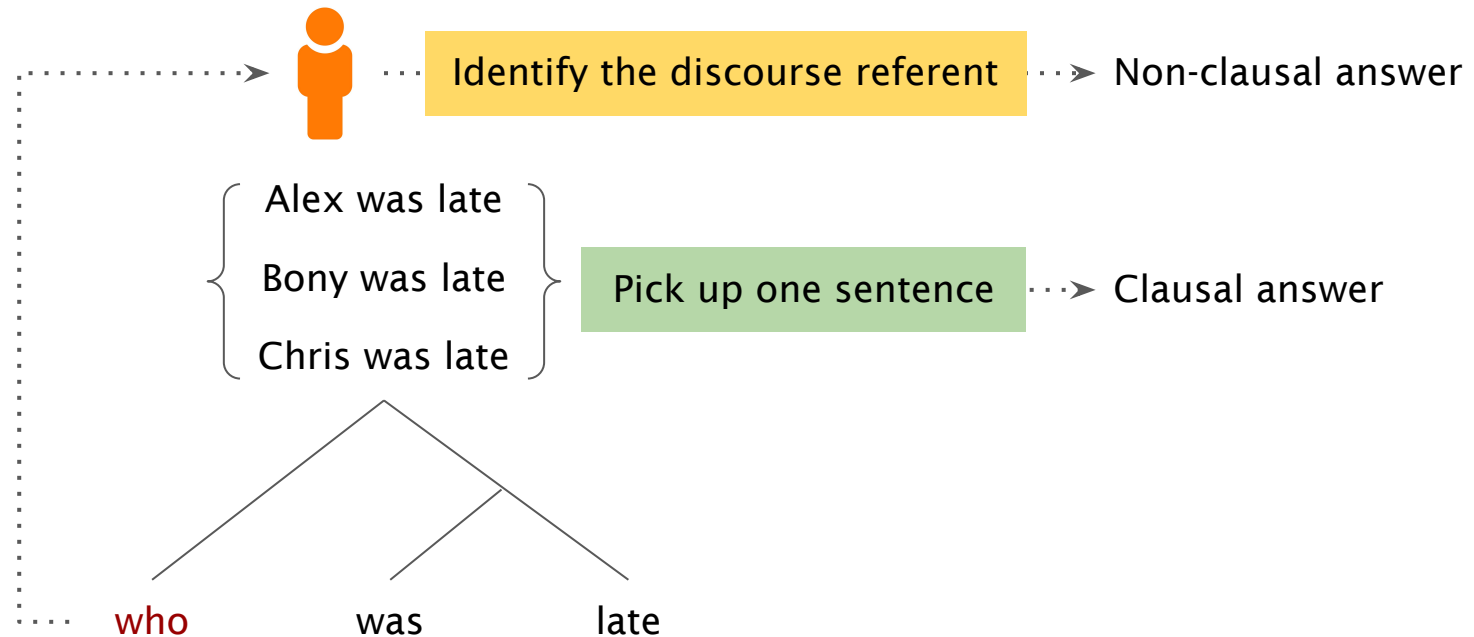 Identify the discourse referent
Non-clausal answer
Alex was late
Bony was late
Chris was late
Pick up one sentence
Clausal answer
who was late